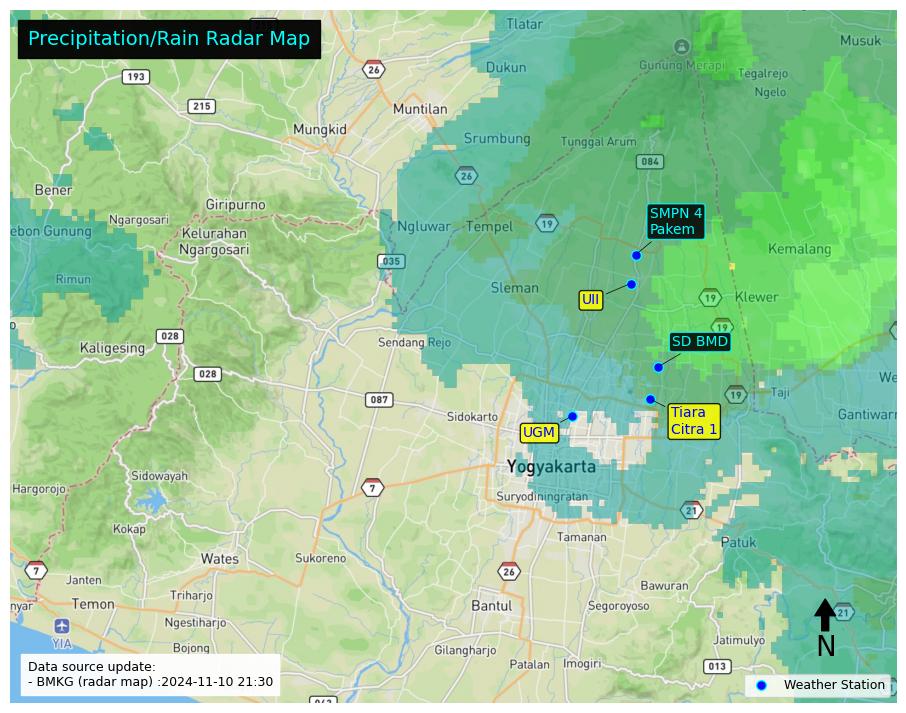 Precipitation/Rain Radar Map
Tlatar
Musuk
26
Gunung Merapi
Dukun
Tegalrejo
193
Ngelo
215
Muntilan
Mungkid
Srumbung
Tunggal Arum
084
26
Bener
Giripurno
SMPN 4
Pakem
Ngargosari
Ngluwar
Tempel
19
ebon Gunung
Kelurahan
Ngargosari
Kemalang
035
Rimun
Sleman
UII
19
Klewer
19
028
Sendang Rejo
SD BMD
Kaligesing
028
We
087
19
Taji
Sidokarto
Tiara
Citra 1
Gantiwarn
UGM
Yogyakarta
Sidowayah
Hargorojo
7
Suryodiningratan
21
Kokap
Tamanan
Patuk
Wates
Sukoreno
7
26
Janten
Bawuran
Triharjo
nyar
Temon
Bantul
Segoroyoso
21
Ngestiharjo
YIA
Jatimulyo
N
Bojong
Gilangharjo
Patalan
Imogiri
013
Data source update:
- BMKG (radar map) :2024-11-10 21:30
Weather Station